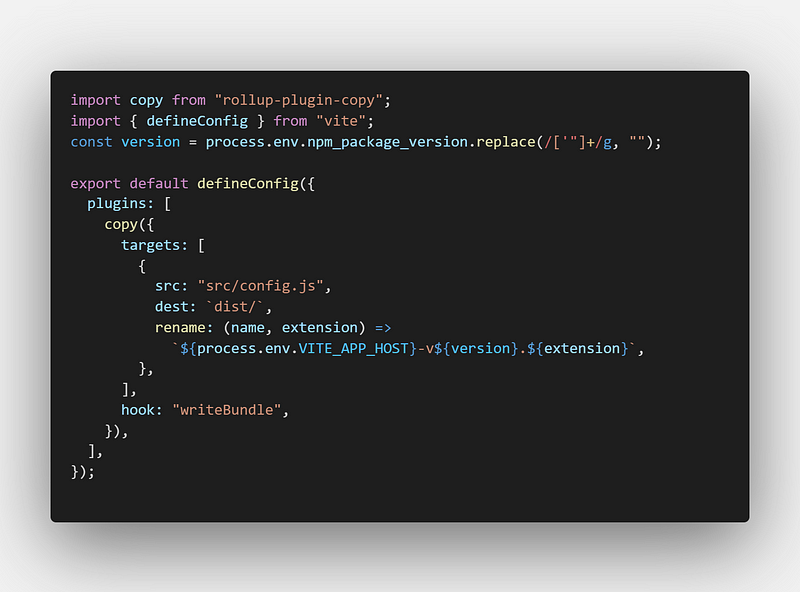 import copy from "rollup-plugin-copy";
import { defineConfig } from "vite";
const version = process.env.npm_package_version.replace(/['"]+/g, "");

export default defineConfig({
  plugins: [
    copy({
      targets: [
        {
          src: "src/config.js",
          dest: `dist/`,
          rename: (name, extension) =>
            `${process.env.VITE_APP_HOST}-v${version}.${extension}`,
        },
      ],
      hook: "writeBundle",
    }),
  ],
});